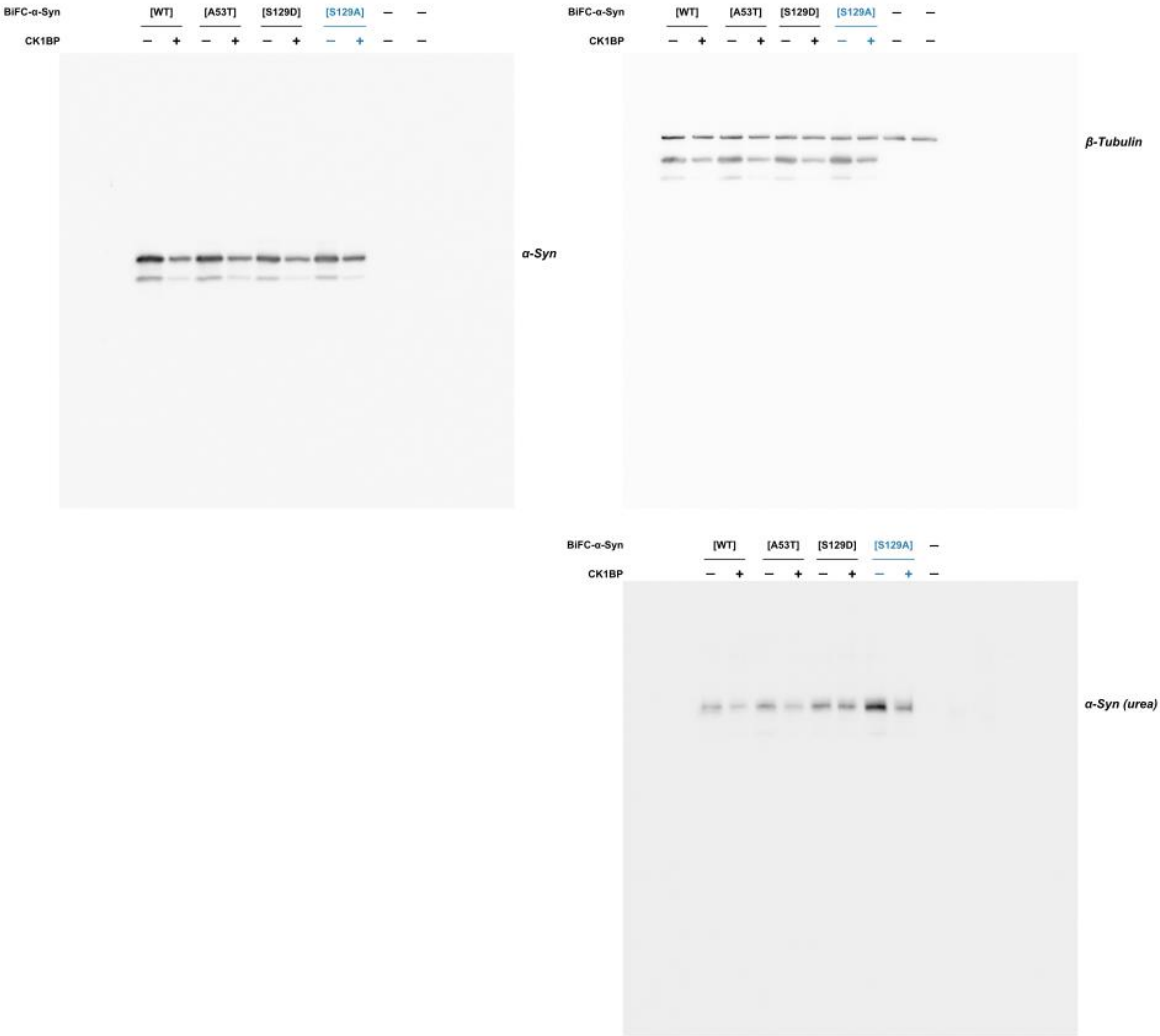 BiFC-α-Syn [WT] [A53T] [S129D] [S129A] – –
CK1BP – + – + – + – +
α-Syn
BiFC-α-Syn [WT] [A53T] [S129D] [S129A] – –
CK1BP – + – + – + – + – –
β-Tubulin
BiFC-α-Syn [WT] [A53T] [S129D] [S129A] –
CK1BP – + – + – + – + –
α-Syn (urea)